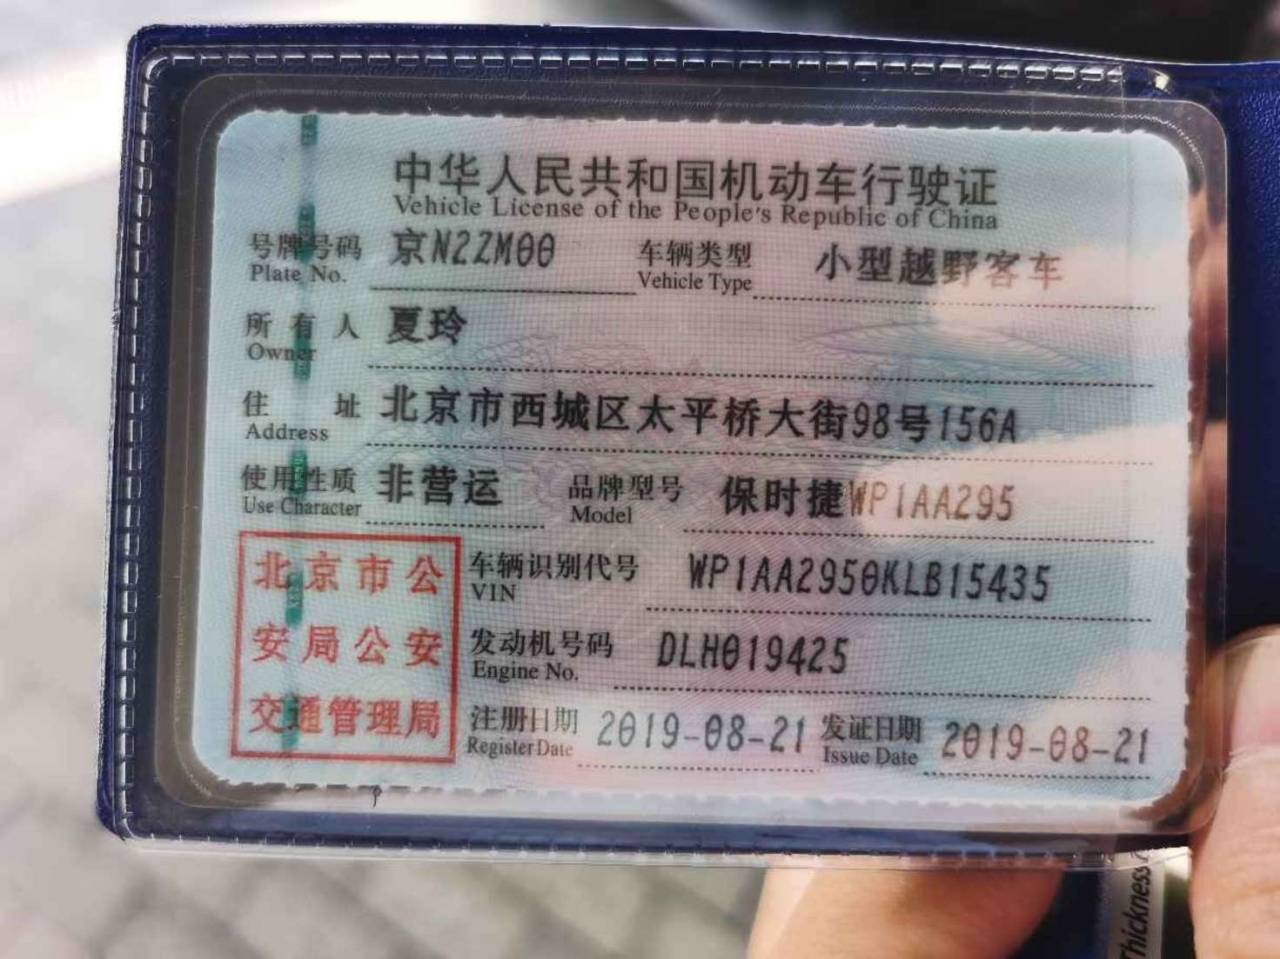 中华人民共和国机动车行驶证
Vehicle License of the People's Republic of China
号牌号码 京N2ZM00 车辆类型 小型越野客车
Plate No. Vehicle Type
所有人 夏玲
Owner
住址 北京市西城区太平桥大街98号156A
Address
使用性质 非营运 品牌型号 保时捷WP1AA295
Use Character Model
车辆识别代号 WP1AA2950KLB15435
VIN
发动机号码 DLH019425
Engine No.
注册日期 2019-08-21 发证日期 2019-08-21
Register Date Issue Date
北京市公
安局公安
交通管理局
Thickness